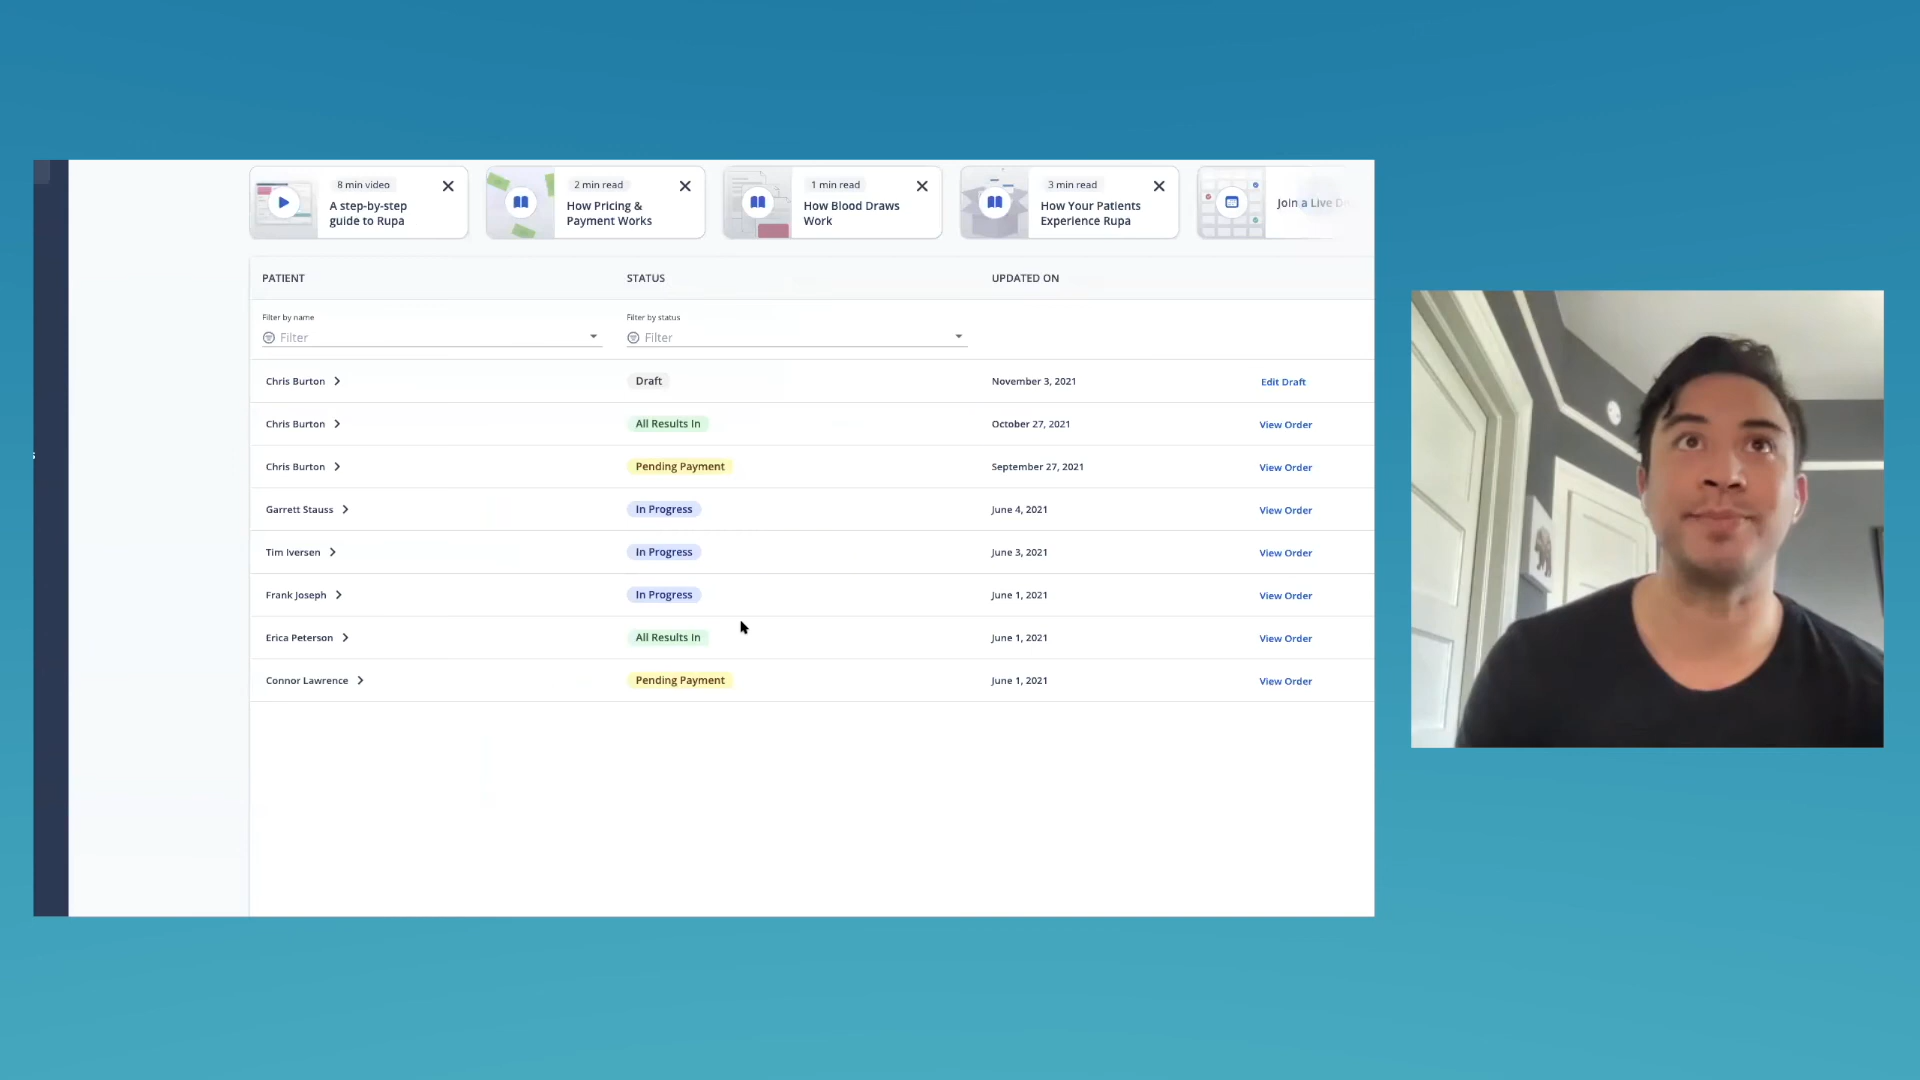 8 min video
A step-by-step
guide to Rupa
2 min read
How Pricing &
Payment Works
1 min read
How Blood Draws
Work
3 min read
How Your Patients
Experience Rupa
Join a Live
PATIENT
STATUS
UPDATED ON
Filter by name
Filter
Filter by status
Filter
Chris Burton
Draft
November 3, 2021
Edit Draft
Chris Burton
All Results In
October 27, 2021
View Order
Chris Burton
Pending Payment
September 27, 2021
View Order
Garrett Stauss
In Progress
June 4, 2021
View Order
Tim Iversen
In Progress
June 3, 2021
View Order
Frank Joseph
In Progress
June 1, 2021
View Order
Erica Peterson
All Results In
June 1, 2021
View Order
Connor Lawrence
Pending Payment
June 1, 2021
View Order